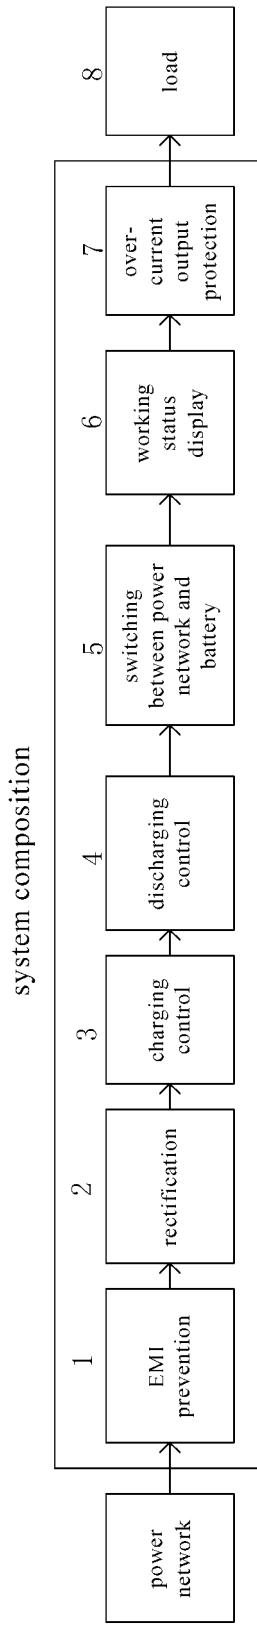 system composition
power
network
1
EMI
prevention
2
rectification
3
charging
control
4
discharging
control
5
switching
between power
network and
battery
6
working
status
display
7
over-
current
output
protection
8
load